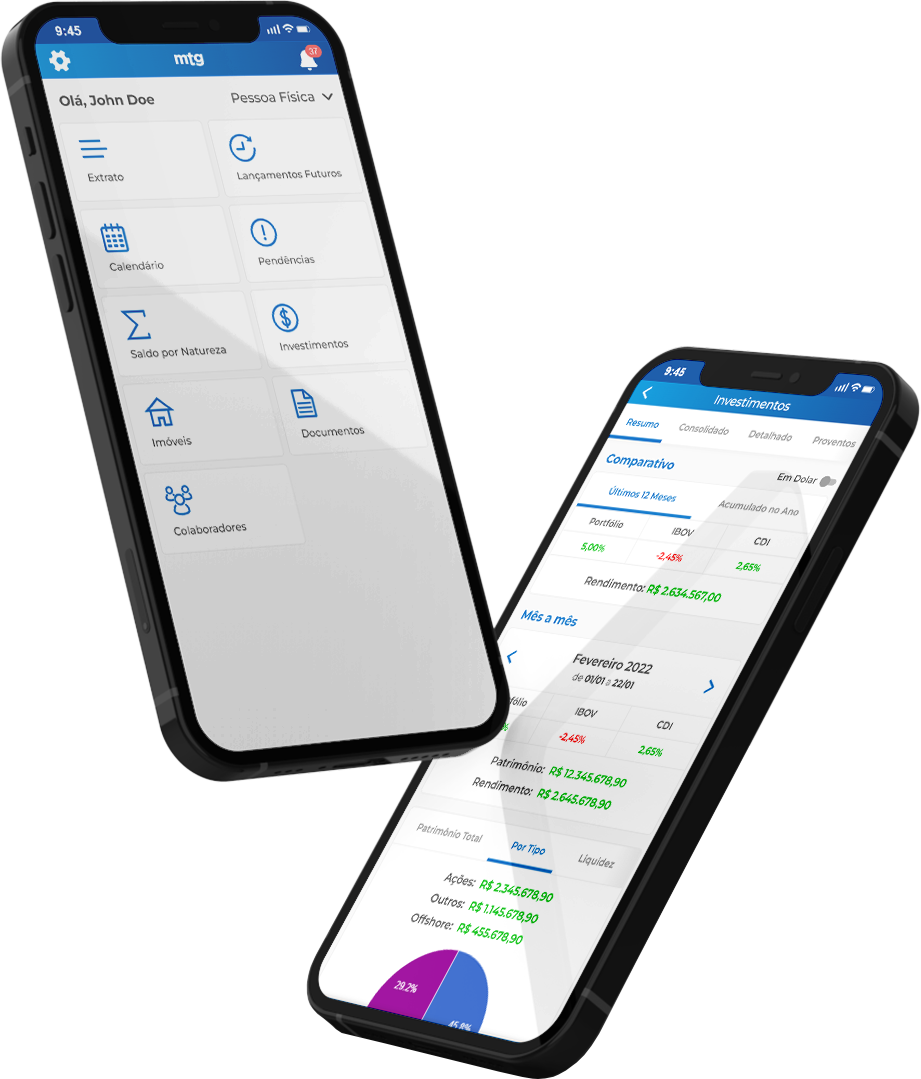 9:45
37
mtg
Olá, John Doe
Pessoa Física
Extrato
Lançamentos Futuros
Calendário
Pendências
Saldo por Natureza
Investimentos
Imóveis
Documentos
Colaboradores
9:45
Investimentos
Resumo Consolidado Detalhado Proventos
Comparativo
Em Dolar
Últimos 12 Meses Acumulado no Ano
Portfólio IBOV CDI
5,00% -2,45% 2,65%
Rendimento: R$ 2.634.567,00
Mês a mês
Fevereiro 2022
de 01/01 a 22/01
fólio IBOV CDI
% -2,45% 2,65%
Patrimônio: R$ 12.345.678,90
Rendimento: R$ 2.645.678,90
Patrimônio Total Por Tipo Liquidez
Ações: R$ 2.345.678,90
Outros: R$ 1.145.678,90
Offshore: R$ 455.678,90
29.2%
45.8%